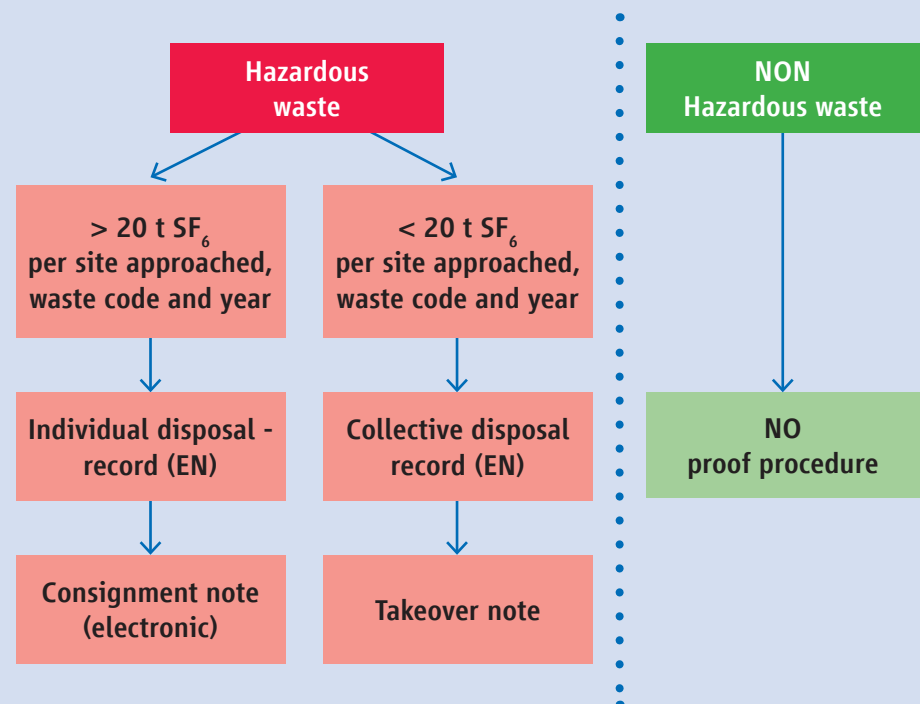 Hazardous
waste
NON
Hazardous waste
> 20 t SF₆
per site approached,
waste code and year
< 20 t SF₆
per site approached,
waste code and year
Individual disposal -
record (EN)
Collective disposal
record (EN)
NO
proof procedure
Consignment note
(electronic)
Takeover note